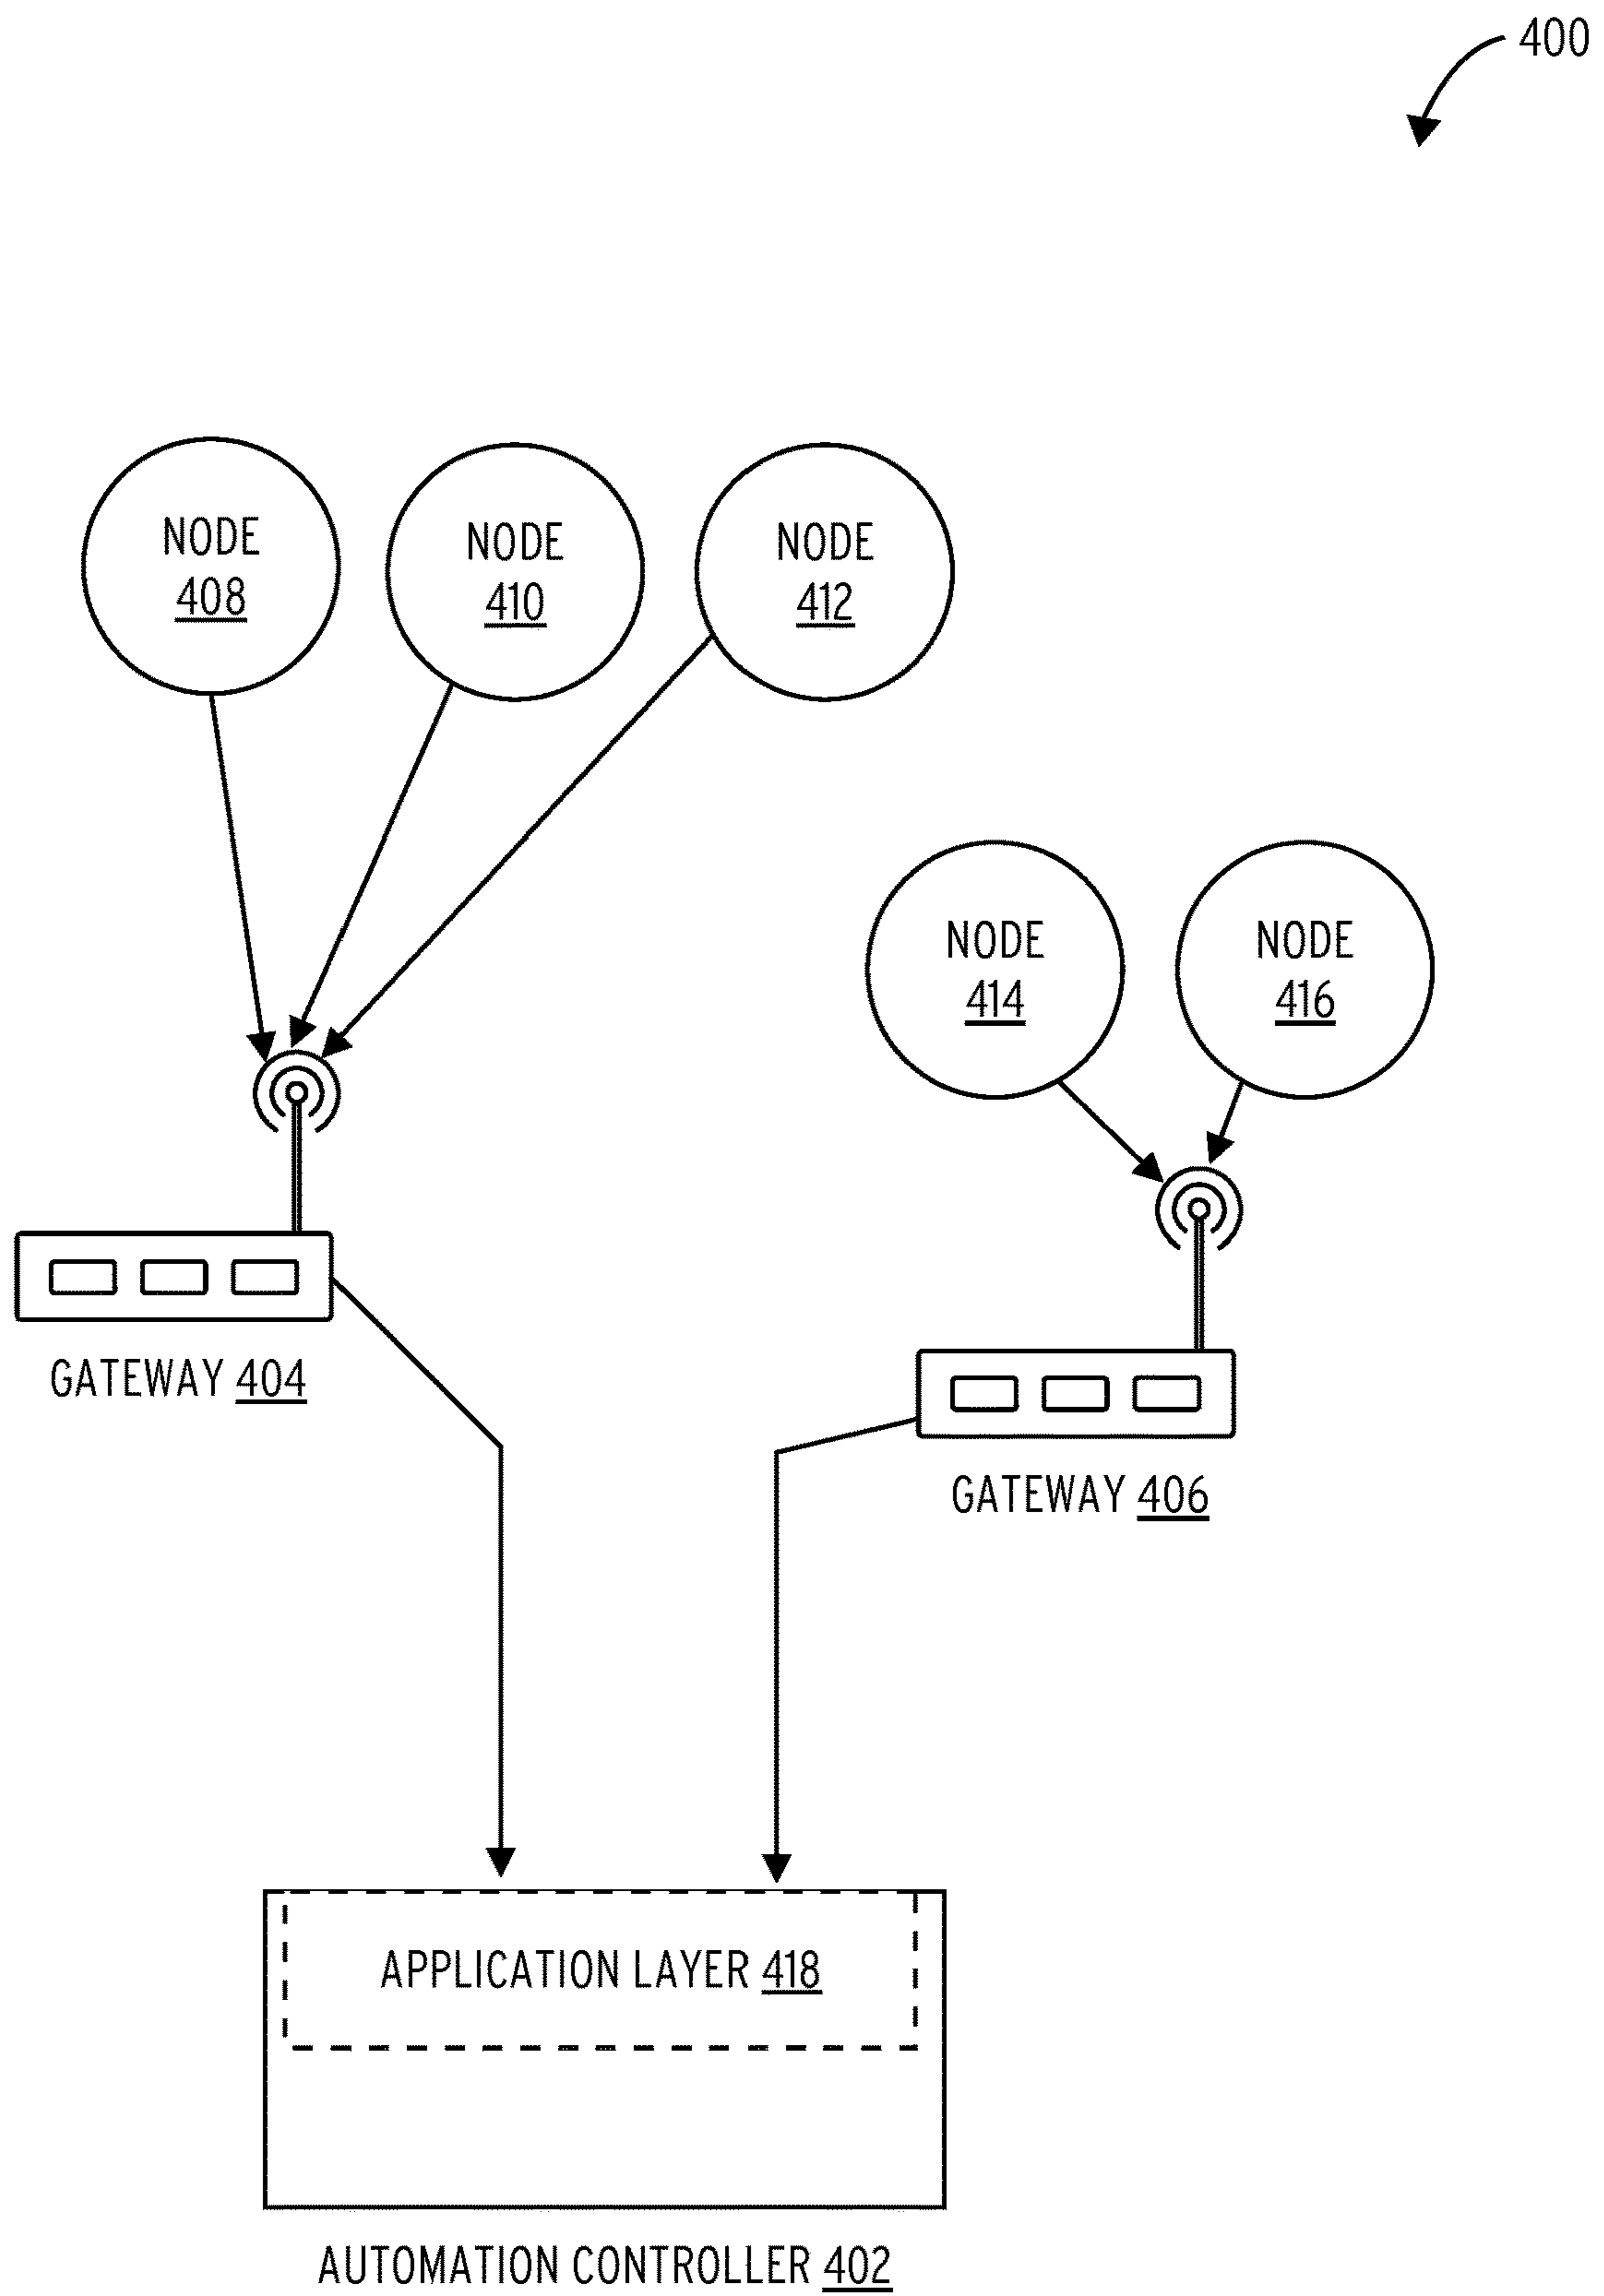 400
NODE
408
NODE
410
NODE
412
NODE
414
NODE
416
GATEWAY 404
GATEWAY 406
APPLICATION LAYER 418
AUTOMATION CONTROLLER 402